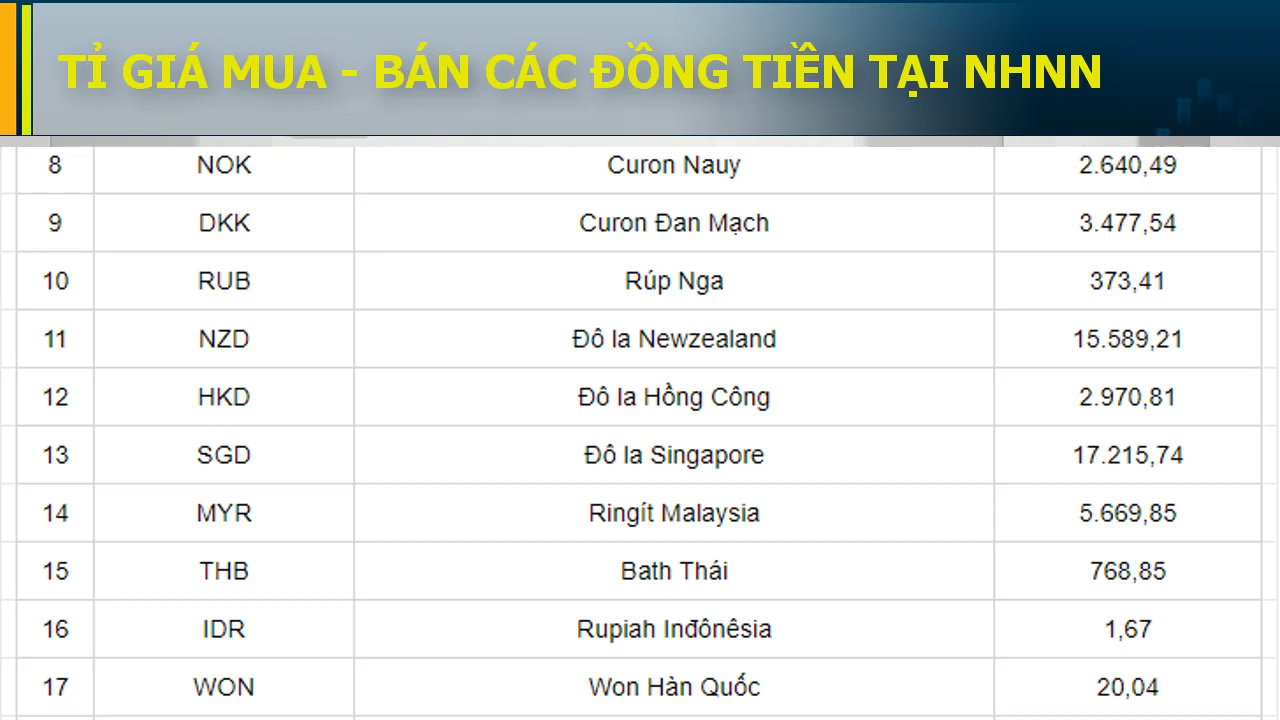 TỈ GIÁ MUA - BÁN CÁC ĐỒNG TIỀN TẠI NHNN
8 NOK Curon Nauy 2.640,49
9 DKK Curon Đan Mạch 3.477,54
10 RUB Rúp Nga 373,41
11 NZD Đô la Newzealand 15.589,21
12 HKD Đô la Hồng Công 2.970,81
13 SGD Đô la Singapore 17.215,74
14 MYR Ringít Malaysia 5.669,85
15 THB Bath Thái 768,85
16 IDR Rupiah Inđônêsia 1,67
17 WON Won Hàn Quốc 20,04